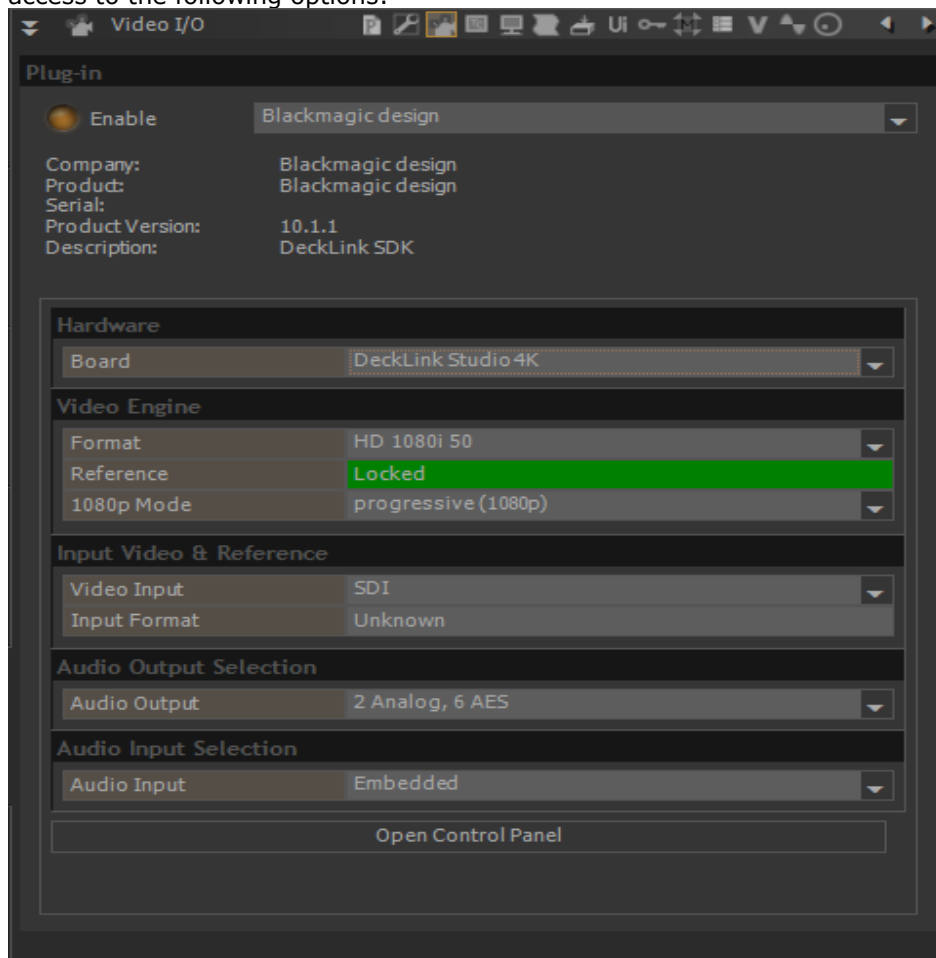 access to the following options:
Video I/O
Ui
V
Plug-in
Enable Blackmagic design
Company: Blackmagic design
Product: Blackmagic design
Serial:
Product Version: 10.1.1
Description: DeckLink SDK
Hardware
Board DeckLink Studio 4K
Video Engine
Format HD 1080i 50
Reference Locked
1080p Mode progressive (1080p)
Input Video & Reference
Video Input SDI
Input Format Unknown
Audio Output Selection
Audio Output 2 Analog, 6 AES
Audio Input Selection
Audio Input Embedded
Open Control Panel